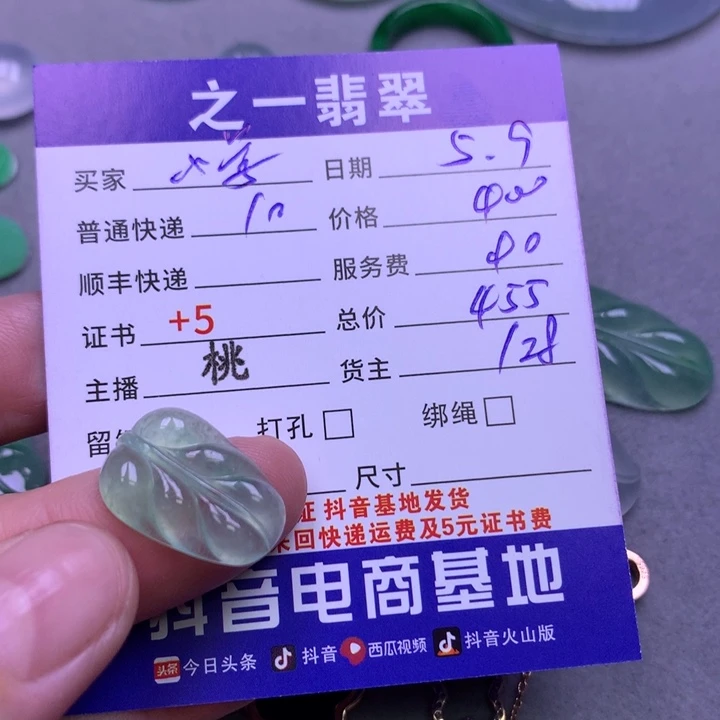 之一翡翠
买家 日期 5.9
普通快递 10 价格 400
顺丰快递 服务费 40
证书 +5 总价 455
主播 桃 货主 128
打孔 绑绳
尺寸
证 抖音基地发货
来回快递运费及5元证书费
抖音电商基地
头条 今日头条 抖音 西瓜视频 抖音火山版